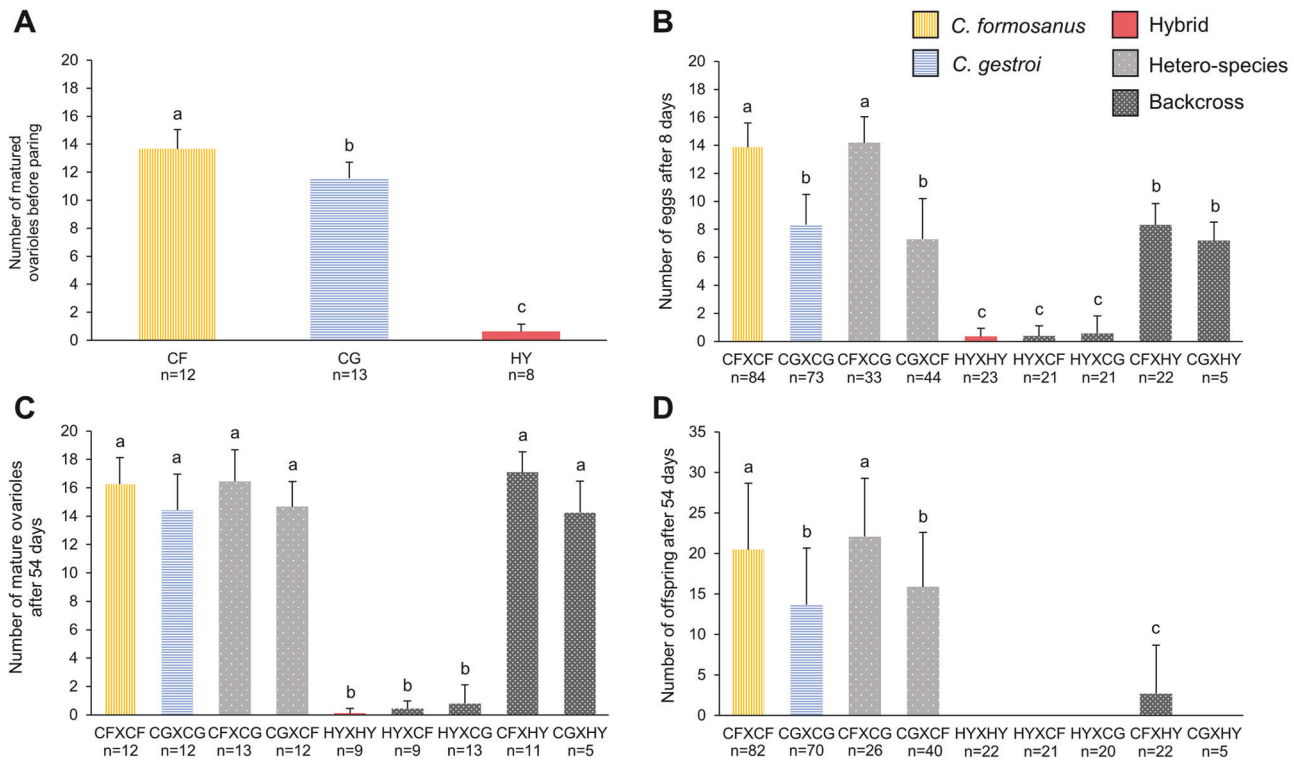 A
Number of matured
ovarioles before paring
20
18
16
14
12
10
8
6
4
2
0
a
b
c
CF CG HY
n=12 n=13 n=8
B
C. formosanus
C. gestroi
Hybrid
Hetero-species
Backcross
Number of eggs after 8 days
20
18
16
14
12
10
8
6
4
2
0
a b a b c c c b b
CFXCF CGXCG CFXCG CGXCF HYXHY HYXCF HYXCG CFXHY CGXHY
n=84 n=73 n=33 n=44 n=23 n=21 n=21 n=22 n=5
C
Number of mature ovarioles
after 54 days
20
18
16
14
12
10
8
6
4
2
0
a a a a b b b a a
CFXCF CGXCG CFXCG CGXCF HYXHY HYXCF HYXCG CFXHY CGXHY
n=12 n=12 n=13 n=12 n=9 n=9 n=13 n=11 n=5
D
Number of offspring after 54 days
35
30
25
20
15
10
5
0
a b a b c
CFXCF CGXCG CFXCG CGXCF HYXHY HYXCF HYXCG CFXHY CGXHY
n=82 n=70 n=26 n=40 n=22 n=21 n=20 n=22 n=5